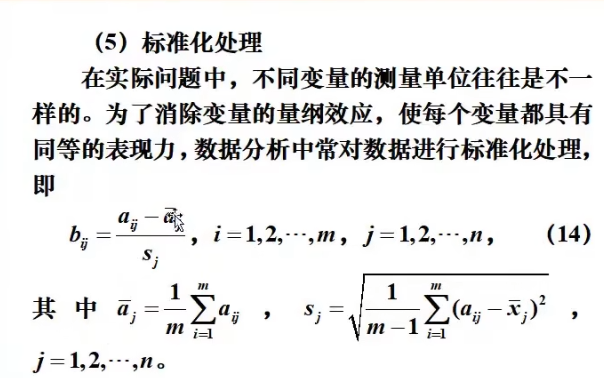 （5）标准化处理
在实际问题中，不同变量的测量单位往往是不一
样的。为了消除变量的量纲效应，使每个变量都具有
同等的表现力，数据分析中常对数据进行标准化处理，
即
b_{ij} = \frac{a_{ij} - \bar{a}}{s_j}，i = 1,2,⋯,m，j = 1,2,⋯,n， （14）
其中 \bar{a}_j = \frac{1}{m}\sum_{i=1}^{m} a_{ij}，s_j = \sqrt{\frac{1}{m-1}\sum_{i=1}^{m}(a_{ij} - \bar{x}_j)^2}，
j = 1,2,⋯,n。